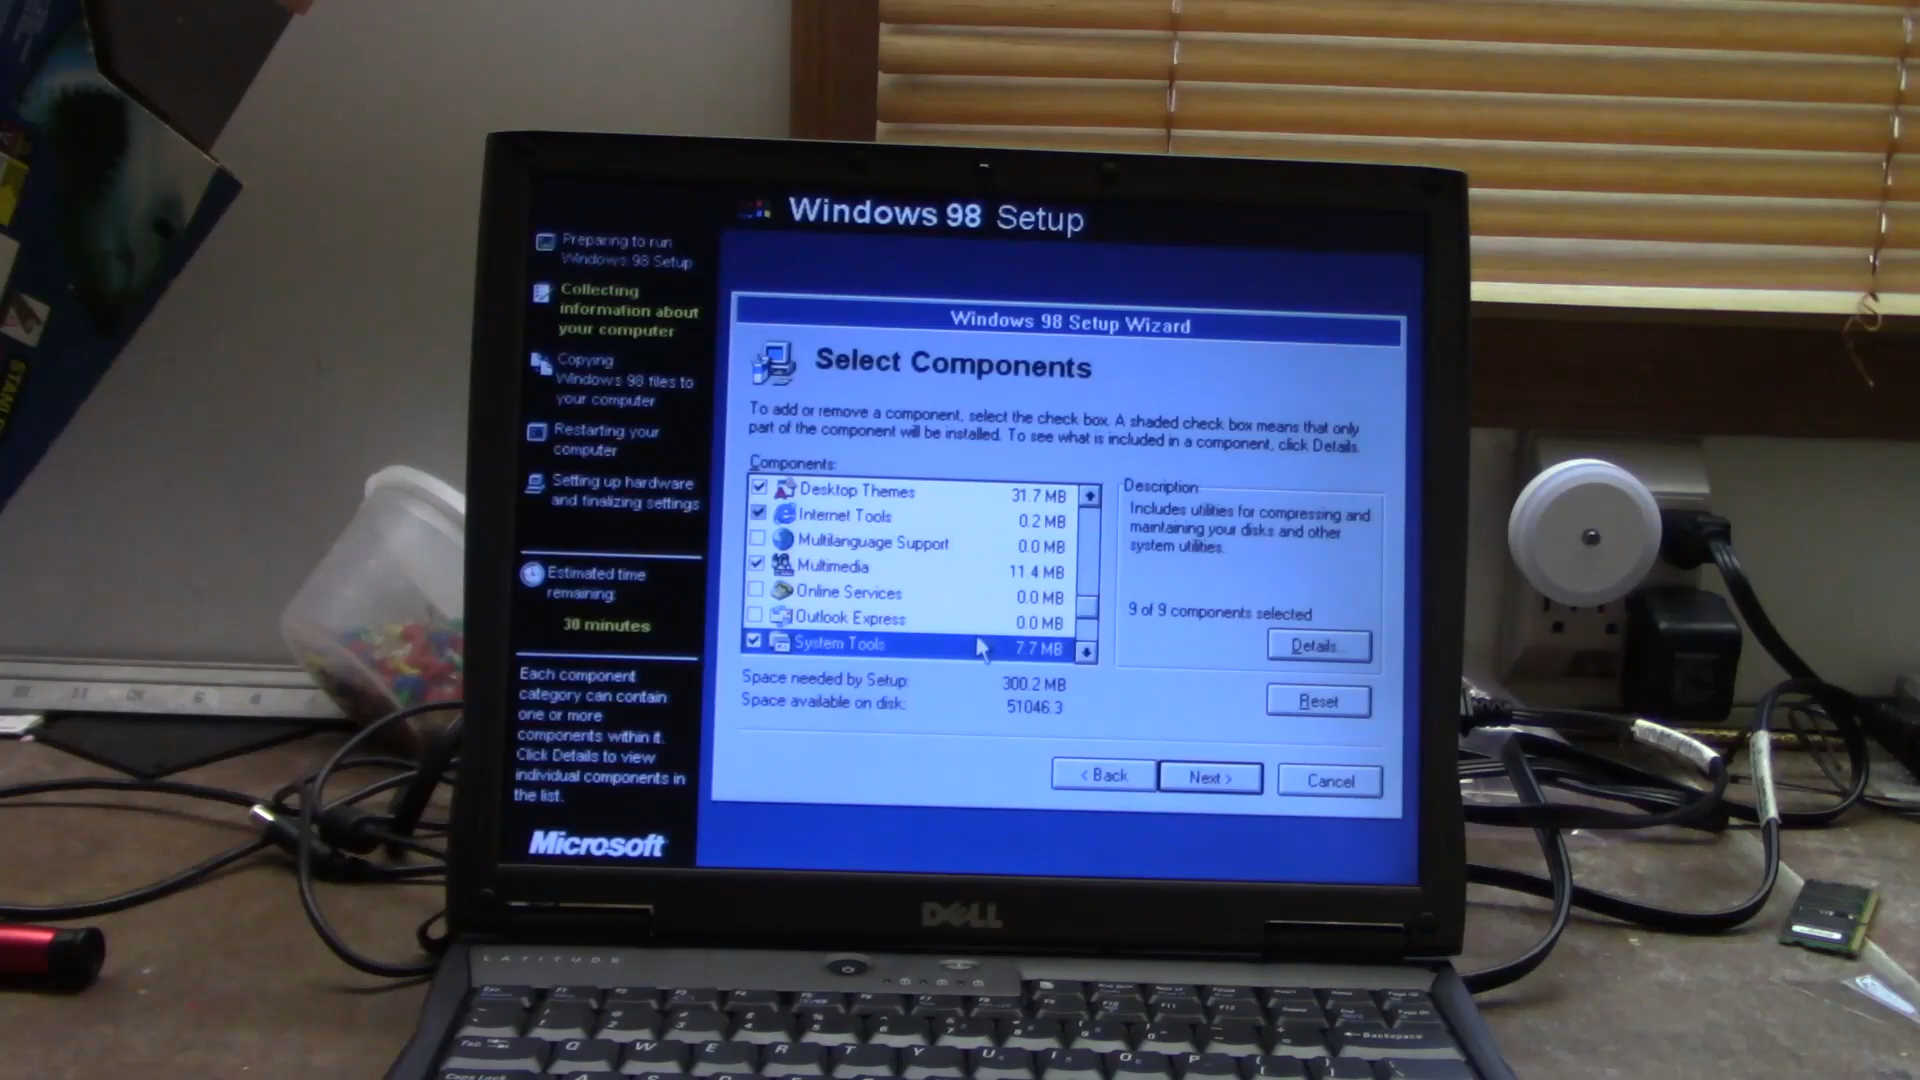 Windows 98 Setup
Preparing to run
Windows 98 Setup
Collecting
information about
your computer
Copying
Windows 98 files to
your computer
Restarting your
computer
Setting up hardware
and finalizing settings
Estimated time
remaining:
30 minutes
Each component
category can contain
one or more
components within it.
Click Details to view
individual components in
the list.
Microsoft
Windows 98 Setup Wizard
Select Components
To add or remove a component, select the check box. A shaded check box means that only
part of the component will be installed. To see what is included in a component, click Details.
Components:
Desktop Themes 31.7 MB
Internet Tools 0.2 MB
Multilanguage Support 0.0 MB
Multimedia 11.4 MB
Online Services 0.0 MB
Outlook Express 0.0 MB
System Tools 7.7 MB
Space needed by Setup: 300.2 MB
Space available on disk: 51046.3
Description
Includes utilities for compressing and
maintaining your disks and other
system utilities.
9 of 9 components selected
Details...
Reset
< Back
Next >
Cancel
DELL
LATITUDE
Backspace
Tab
Q W E R T Y U I O P
Caps Lock